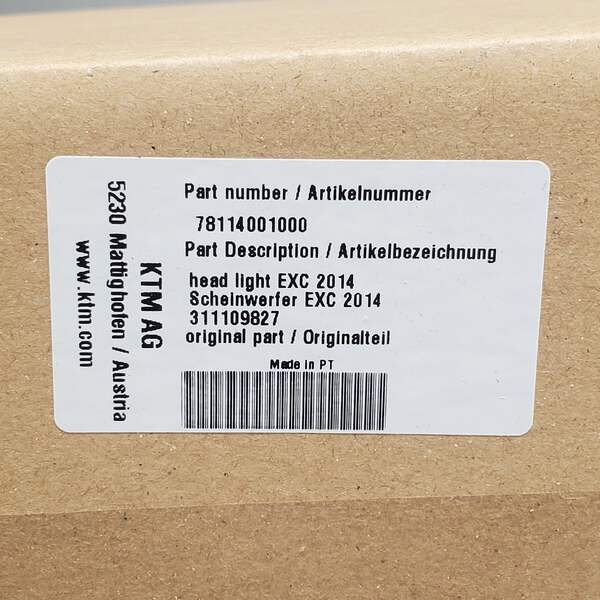 KTM AG
5230 Mattighofen / Austria
www.ktm.com
Part number / Artikelnummer
78114001000
Part Description / Artikelbezeichnung
head light EXC 2014
Scheinwerfer EXC 2014
311109827
original part / Originalteil
Made in PT